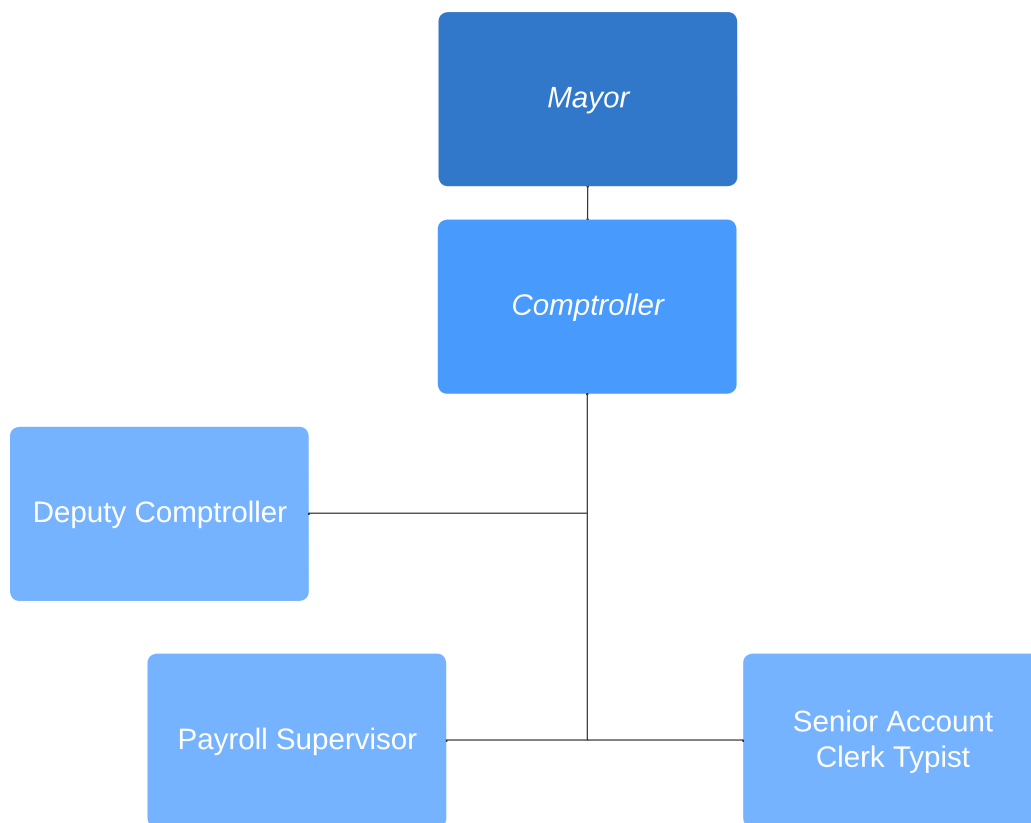 Mayor
Comptroller
Deputy Comptroller
Payroll Supervisor
Senior Account
Clerk Typist